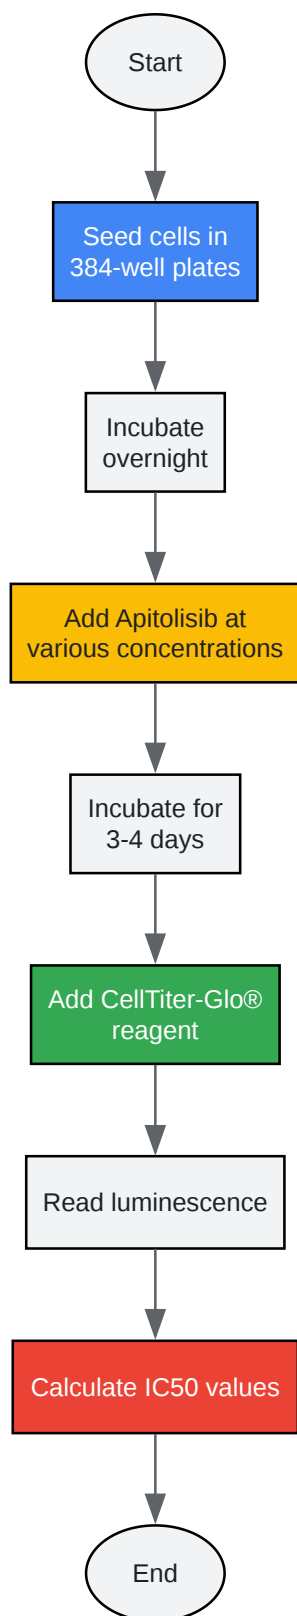 Start
Seed cells in
384-well plates
Incubate
overnight
Add Apitolisib at
various concentrations
Incubate for
3-4 days
Add CellTiter-Glo®
reagent
Read luminescence
Calculate IC50 values
End